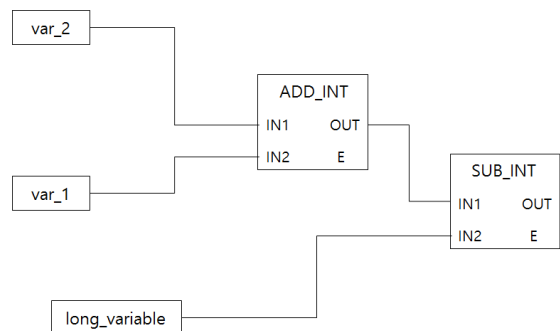 var_2
ADD_INT
IN1 OUT
IN2 E
var_1
SUB_INT
IN1 OUT
IN2 E
long_variable